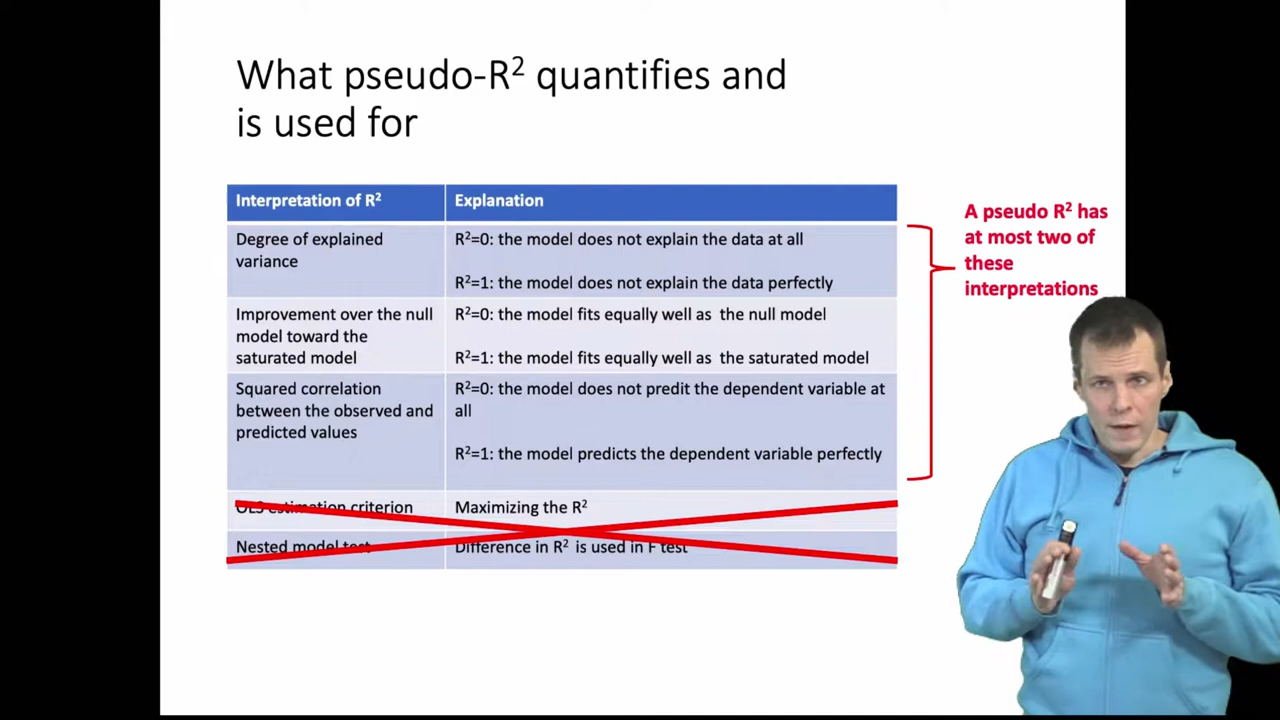 What pseudo-R² quantifies and
is used for
Interpretation of R²
Explanation
Degree of explained
variance
R²=0: the model does not explain the data at all
R²=1: the model does not explain the data perfectly
Improvement over the null
model toward the
saturated model
R²=0: the model fits equally well as the null model
R²=1: the model fits equally well as the saturated model
Squared correlation
between the observed and
predicted values
R²=0: the model does not predit the dependent variable at
all
R²=1: the model predicts the dependent variable perfectly
OLS estimation criterion
Maximizing the R²
Nested model test
Difference in R² is used in F test
A pseudo R² has
at most two of
these
interpretations